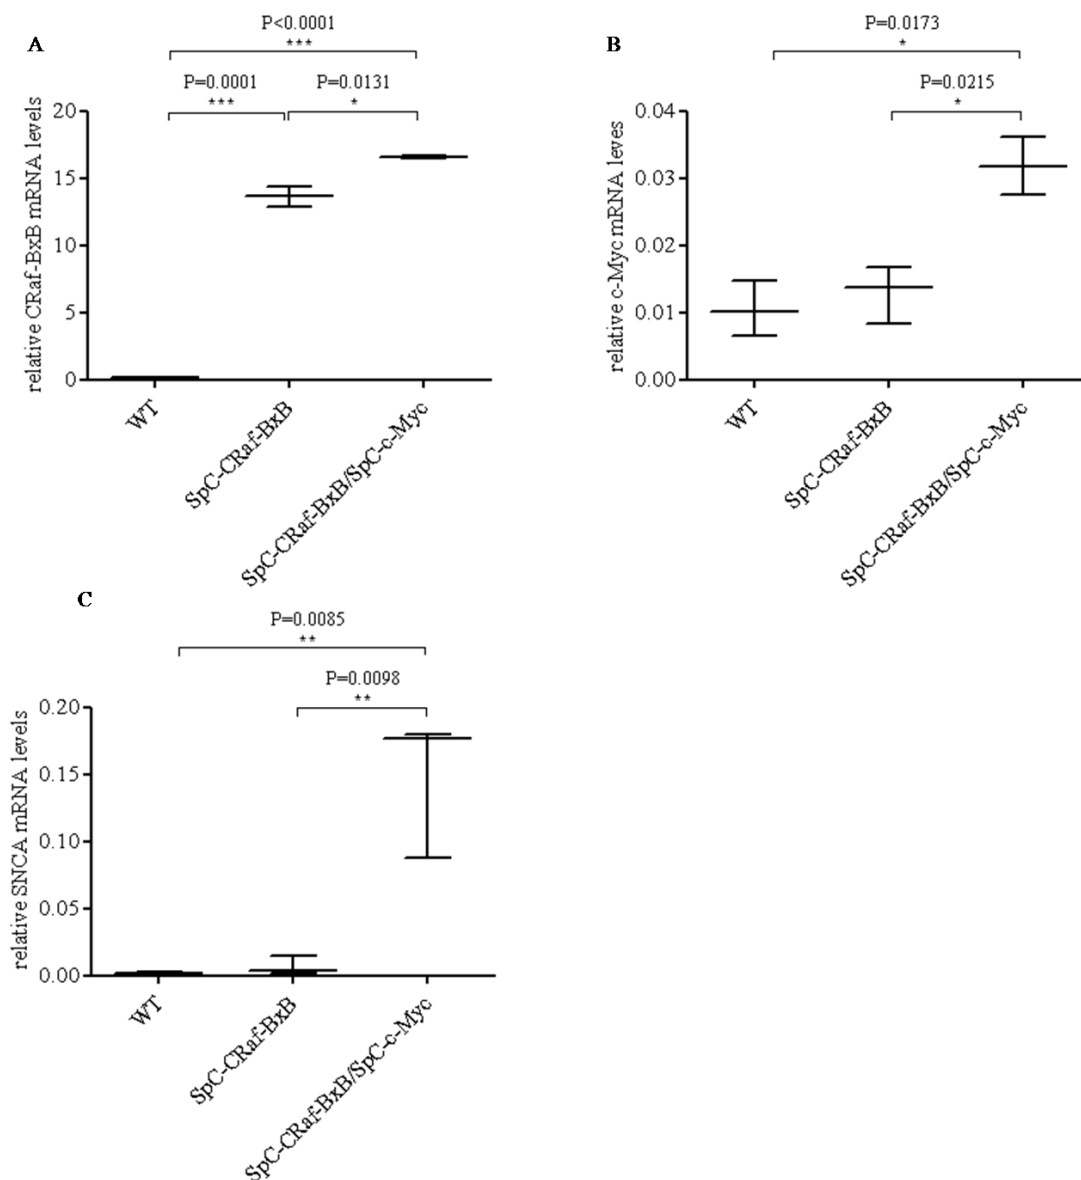 A
P<0.0001
***
P=0.0001
***
P=0.0131
*
relative CRaf-BxB mRNA levels
20
15
10
5
0
WT
SpC-CRaf-BxB
SpC-CRaf-BxB/SpC-c-Myc
B
P=0.0173
*
P=0.0215
*
relative c-Myc mRNA leves
0.04
0.03
0.02
0.01
0.00
WT
SpC-CRaf-BxB
SpC-CRaf-BxB/SpC-c-Myc
C
P=0.0085
**
P=0.0098
**
relative SNCA mRNA levels
0.20
0.15
0.10
0.05
0.00
WT
SpC-CRaf-BxB
SpC-CRaf-BxB/SpC-c-Myc